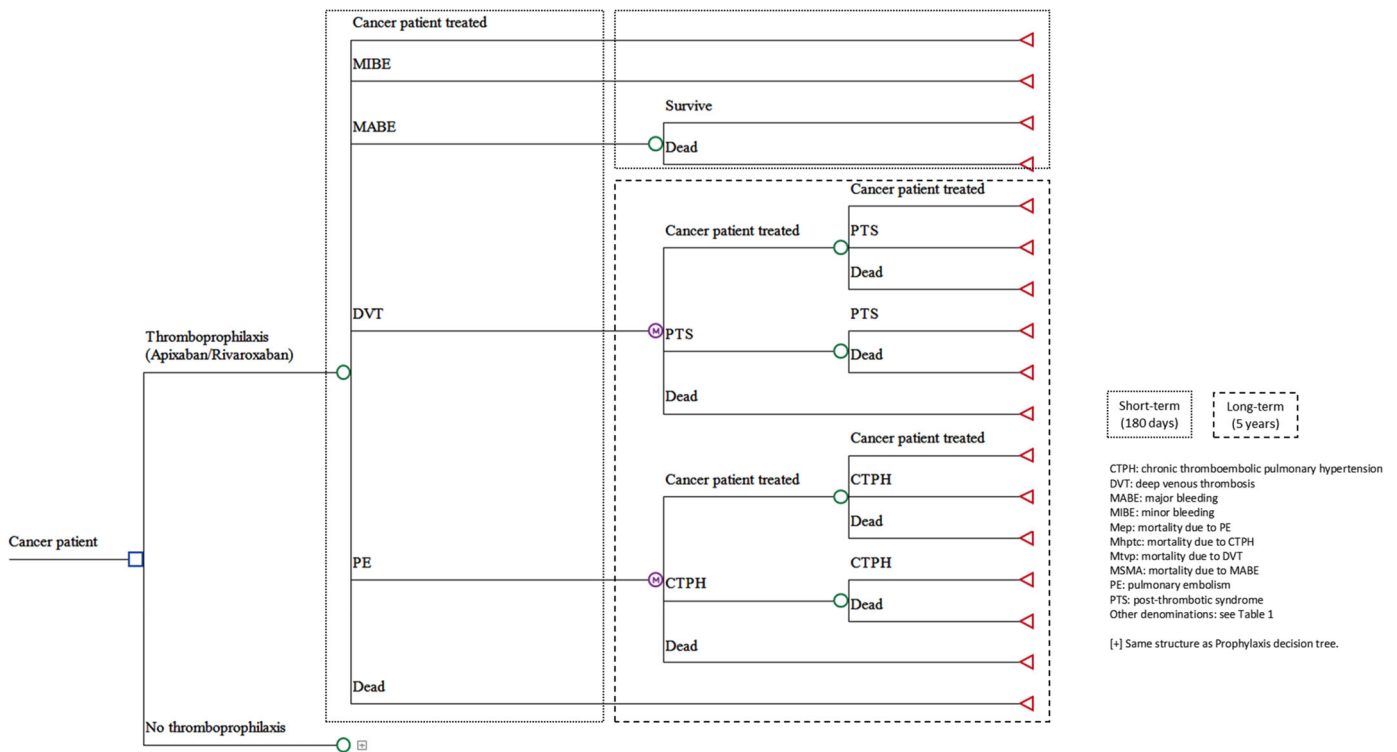 Cancer patient treated
MIBE
MABE
Survive
Dead
Cancer patient treated
Cancer patient treated
PTS
Dead
DVT
M
PTS
PTS
Dead
Dead
Thromboprophilaxis
(Apixaban/Rivaroxaban)
Cancer patient treated
Cancer patient treated
CTPH
Dead
PE
M
CTPH
CTPH
Dead
Dead
Dead
Cancer patient
No thromboprophilaxis
+
Short-term
(180 days)
Long-term
(5 years)
CTPH: chronic thromboembolic pulmonary hypertension
DVT: deep venous thrombosis
MABE: major bleeding
MIBE: minor bleeding
Mep: mortality due to PE
Mhptc: mortality due to CTPH
Mtvp: mortality due to DVT
MSMA: mortality due to MABE
PE: pulmonary embolism
PTS: post-thrombotic syndrome
Other denominations: see Table 1
[+] Same structure as Prophylaxis decision tree.